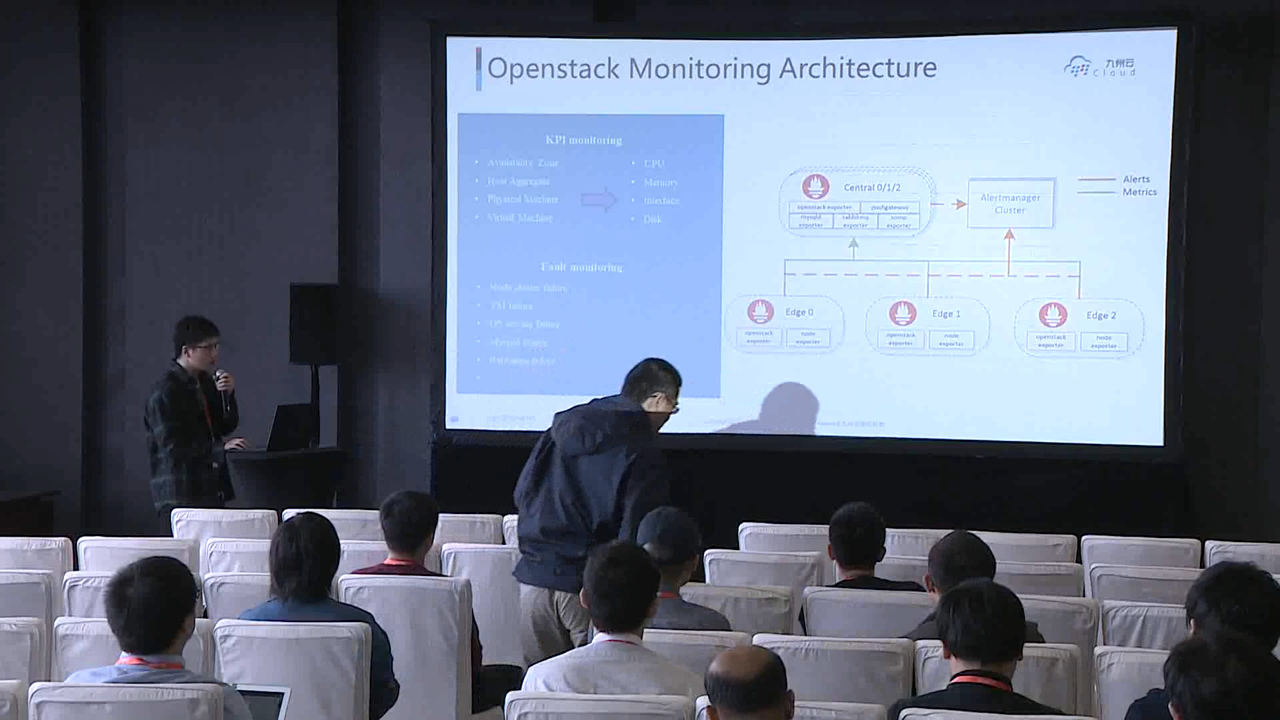 Openstack Monitoring Architecture
九州云
Cloud
KPI monitoring
• Availability Zone
• Host Aggregate
• Physical Machine
• Virtual Machine
• CPU
• Memory
• Interface
• Disk
Fault monitoring
Central 0/1/2
openstack exporter
pushgateway
mysqld exporter
rabbitmq exporter
snmp exporter
Alertmanager
Cluster
Alerts
Metrics
Edge 0
openstack exporter
node exporter
Edge 1
openstack exporter
node exporter
Edge 2
openstack exporter
node exporter